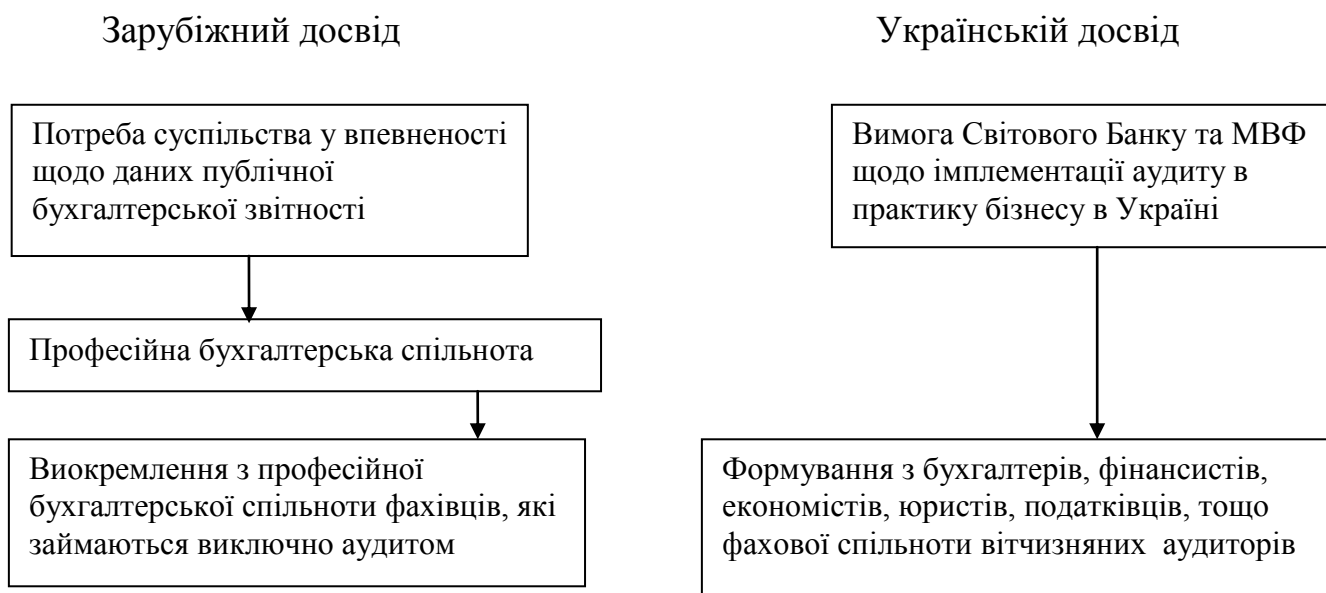 Зарубіжний досвід
Українській досвід
Потреба суспільства у впевненості
щодо даних публічної
бухгалтерської звітності
Вимога Світового Банку та МВФ
щодо імплементації аудиту в
практику бізнесу в Україні
Професійна бухгалтерська спільнота
Виокремлення з професійної
бухгалтерської спільноти фахівців, які
займаються виключно аудитом
Формування з бухгалтерів, фінансистів,
економістів, юристів, податківців, тощо
фахової спільноти вітчизняних аудиторів